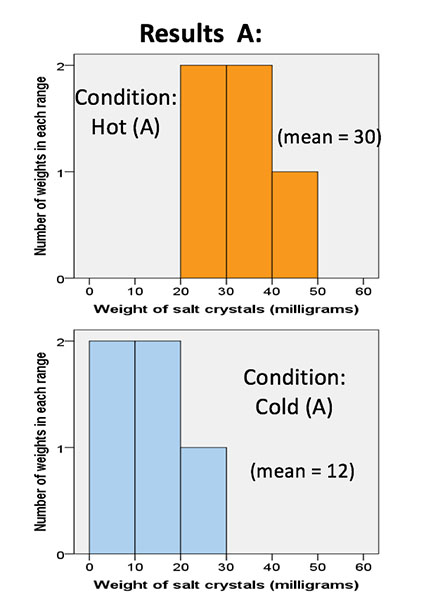 Results A:
Number of weights in each range
2
1
0
Condition:
Hot (A)
(mean = 30)
0 10 20 30 40 50 60
Weight of salt crystals (milligrams)
Number of weights in each range
2
1
0
Condition:
Cold (A)
(mean = 12)
0 10 20 30 40 50 60
Weight of salt crystals (milligrams)